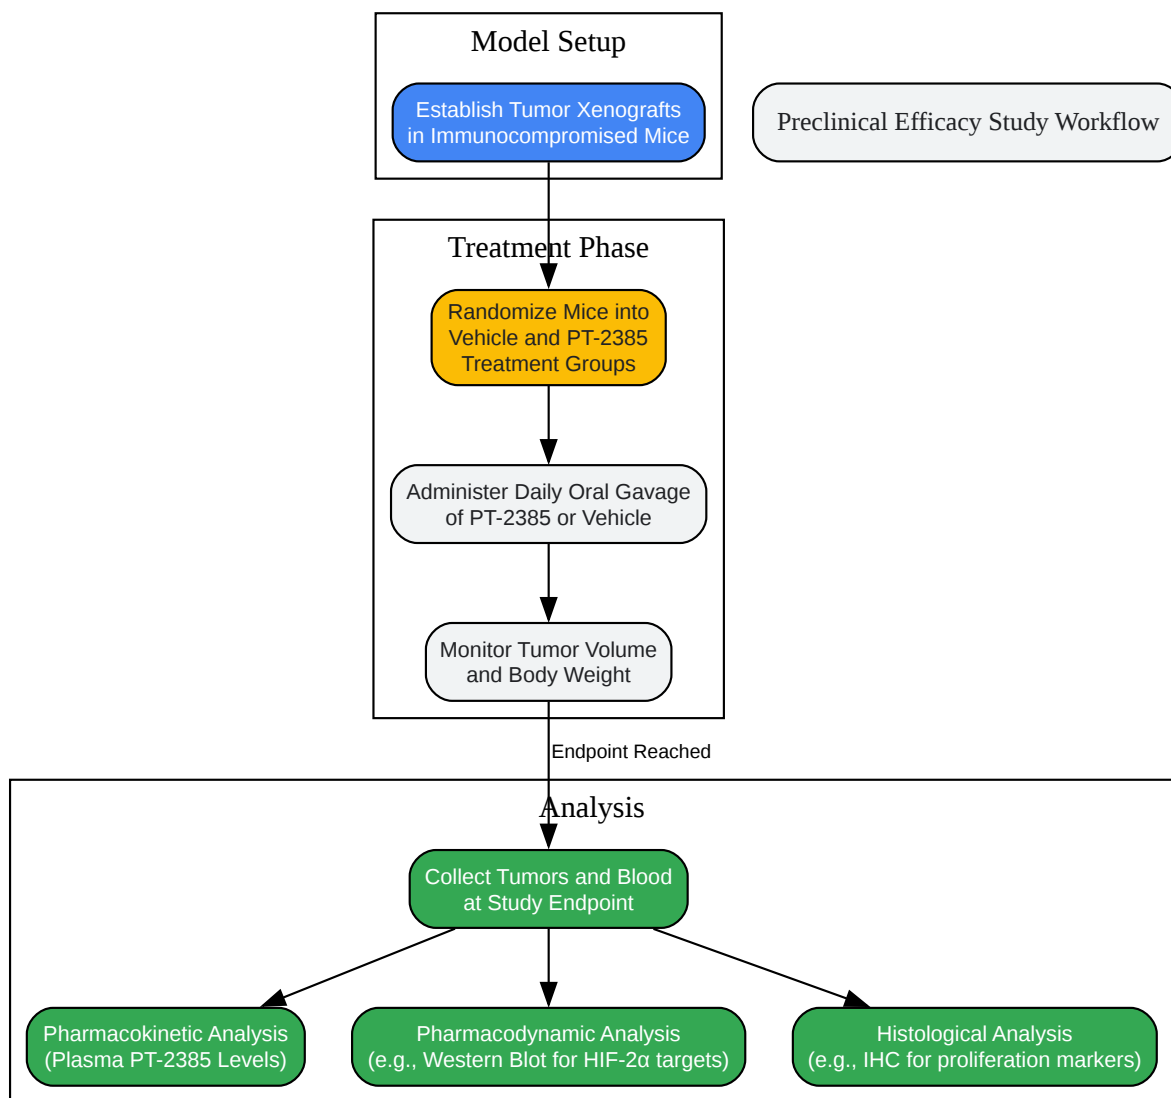 Model Setup
Establish Tumor Xenografts
in Immunocompromised Mice
Preclinical Efficacy Study Workflow
Treatment Phase
Randomize Mice into
Vehicle and PT-2385
Treatment Groups
Administer Daily Oral Gavage
of PT-2385 or Vehicle
Monitor Tumor Volume
and Body Weight
Endpoint Reached
Analysis
Collect Tumors and Blood
at Study Endpoint
Pharmacokinetic Analysis
(Plasma PT-2385 Levels)
Pharmacodynamic Analysis
(e.g., Western Blot for HIF-2α targets)
Histological Analysis
(e.g., IHC for proliferation markers)